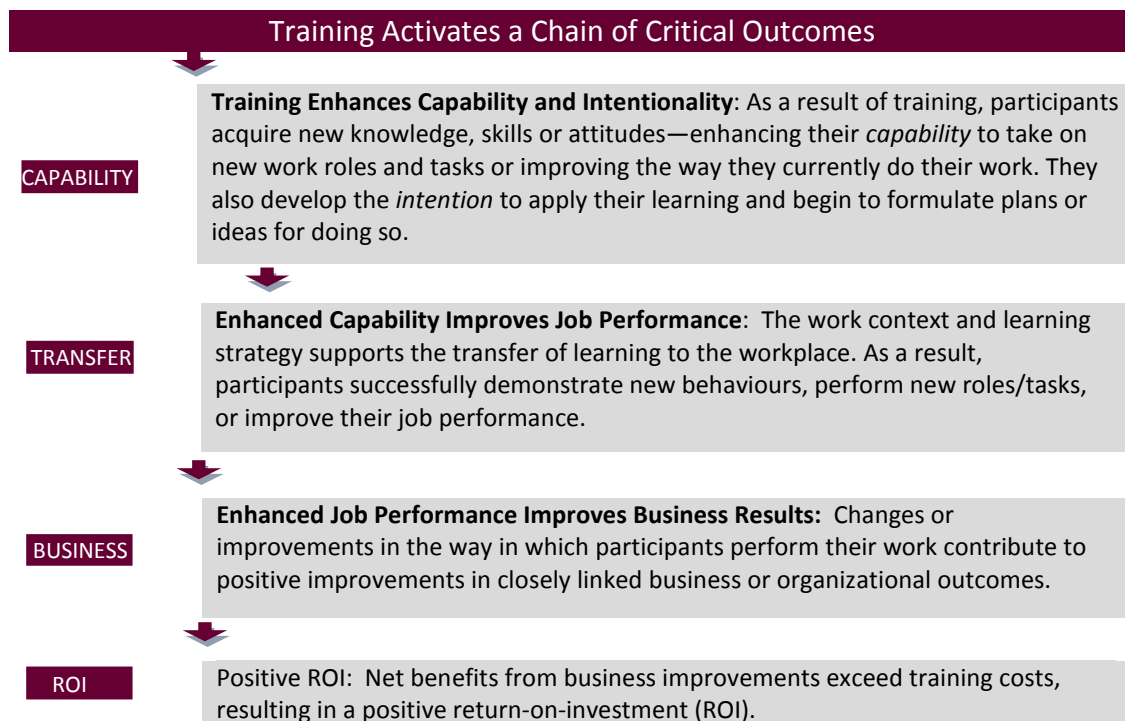 Training Activates a Chain of Critical Outcomes
CAPABILITY
Training Enhances Capability and Intentionality: As a result of training, participants
acquire new knowledge, skills or attitudes—enhancing their capability to take on
new work roles and tasks or improving the way they currently do their work. They
also develop the intention to apply their learning and begin to formulate plans or
ideas for doing so.
TRANSFER
Enhanced Capability Improves Job Performance:  The work context and learning
strategy supports the transfer of learning to the workplace. As a result,
participants successfully demonstrate new behaviours, perform new roles/tasks,
or improve their job performance.
BUSINESS
Enhanced Job Performance Improves Business Results:  Changes or
improvements in the way in which participants perform their work contribute to
positive improvements in closely linked business or organizational outcomes.
ROI
Positive ROI:  Net benefits from business improvements exceed training costs,
resulting in a positive return-on-investment (ROI).